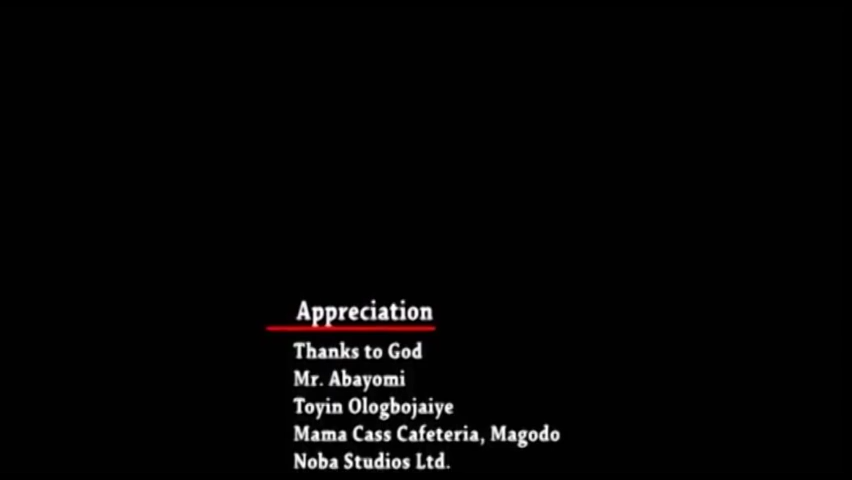 Appreciation
Thanks to God
Mr. Abayomi
Toyin Ologbojaiye
Mama Cass Cafeteria, Magodo
Noba Studios Ltd.